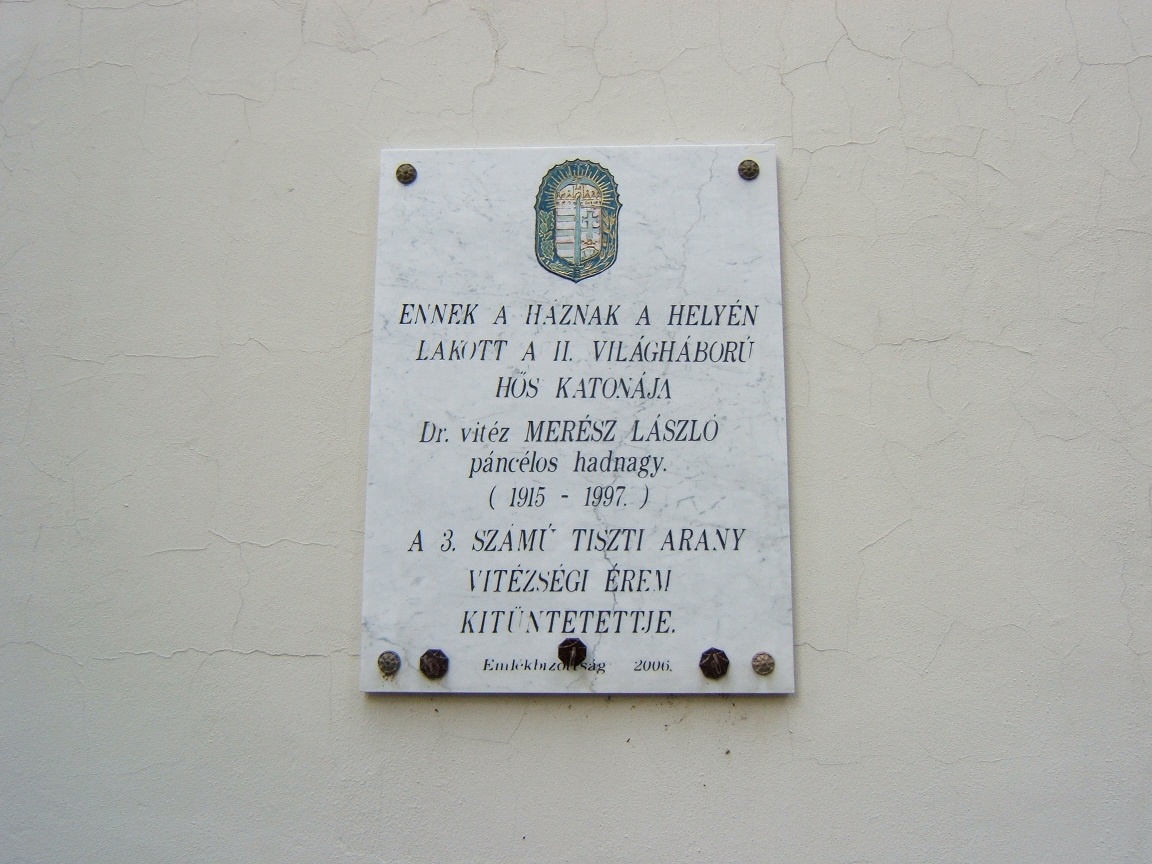 ENNEK A HÁZNAK A HELYÉN
LAKOTT A II. VILÁGHÁBORÚ
HŐS KATONÁJA
Dr. vitéz MERÉSZ LÁSZLÓ
páncélos hadnagy.
( 1915 - 1997. )
A 3. SZÁMÚ TISZTI ARANY
VITÉZSÉGI ÉREM
KITÜNTETETTJE.
Emlékbizottság 2006.